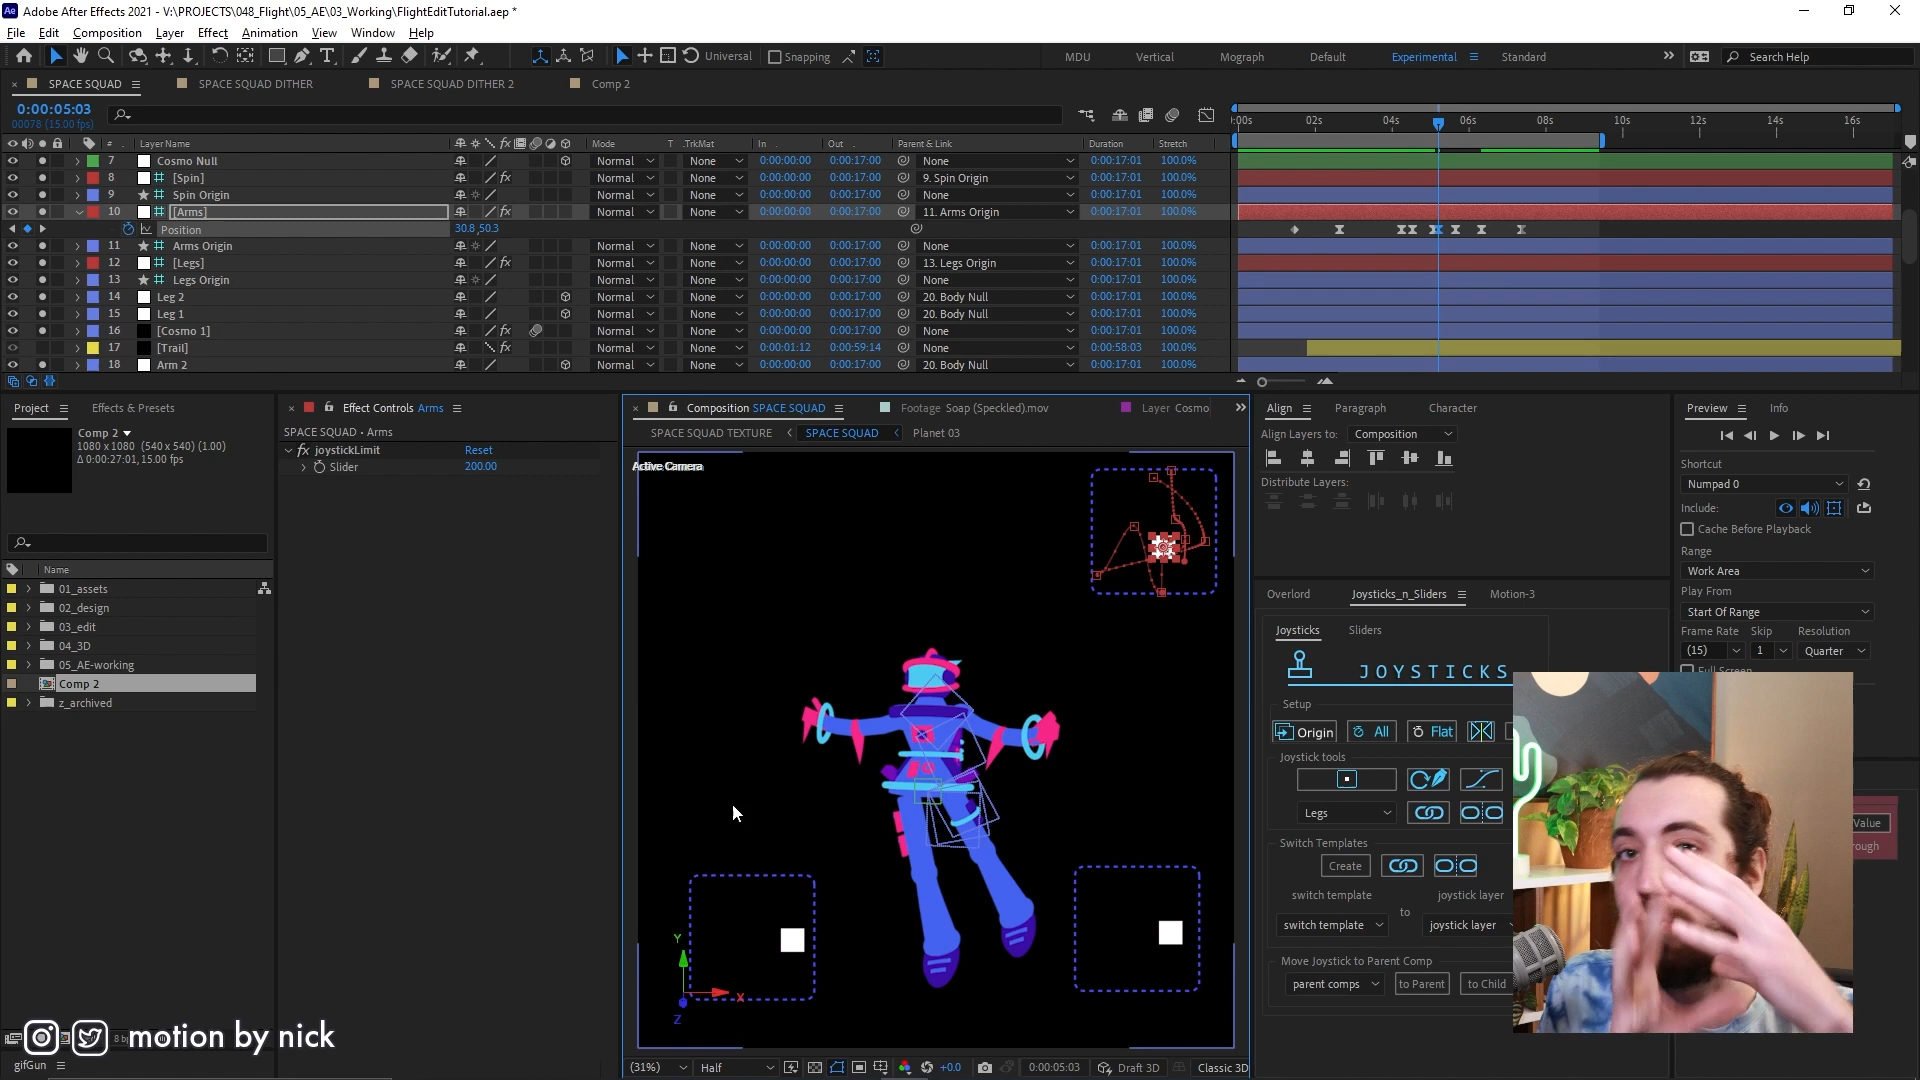 Adobe After Effects 2021 - V:\PROJECTS\048_Flight\05_AE\03_Working\FlightEditTutorial.aep *
File Edit Composition Layer Effect Animation View Window Help
Universal Snapping MDU Vertical Mograph Default Experimental Standard Search Help
SPACE SQUAD SPACE SQUAD DITHER SPACE SQUAD DITHER 2 Comp 2
0:00:05:03
00078 (15.00 fps)
:00s 02s 04s 06s 08s 10s 12s 14s 16s
# Layer Name Mode T .TrkMat In Out Parent & Link Duration Stretch
7 Cosmo Null Normal None 0:00:00:00 0:00:17:00 None 0:00:17:01 100.0%
8 [Spin] Normal None 0:00:00:00 0:00:17:00 9. Spin Origin 0:00:17:01 100.0%
9 Spin Origin Normal None 0:00:00:00 0:00:17:00 None 0:00:17:01 100.0%
10 [Arms] Normal None 0:00:00:00 0:00:17:00 11. Arms Origin 0:00:17:01 100.0%
Position 30.8,50.3
11 Arms Origin Normal None 0:00:00:00 0:00:17:00 None 0:00:17:01 100.0%
12 [Legs] Normal None 0:00:00:00 0:00:17:00 13. Legs Origin 0:00:17:01 100.0%
13 Legs Origin Normal None 0:00:00:00 0:00:17:00 None 0:00:17:01 100.0%
14 Leg 2 Normal None 0:00:00:00 0:00:17:00 20. Body Null 0:00:17:01 100.0%
15 Leg 1 Normal None 0:00:00:00 0:00:17:00 20. Body Null 0:00:17:01 100.0%
16 [Cosmo 1] Normal None 0:00:00:00 0:00:17:00 None 0:00:17:01 100.0%
17 [Trail] Normal None 0:00:01:12 0:00:59:14 None 0:00:58:03 100.0%
18 Arm 2 Normal None 0:00:00:00 0:00:17:00 20. Body Null 0:00:17:01 100.0%
Project Effects & Presets
Comp 2
1080 x 1080 (540 x 540) (1.00)
Δ 0:00:27:01, 15.00 fps
Name
01_assets
02_design
03_edit
04_3D
05_AE-working
Comp 2
z_archived
motion by nick
gifGun
Effect Controls Arms
SPACE SQUAD • Arms
fx joystickLimit Reset
Slider 200.00
Composition SPACE SQUAD Footage Soap (Speckled).mov Layer Cosmo
SPACE SQUAD TEXTURE SPACE SQUAD Planet 03
Active Camera
Y
X
Z
(31%) Half +0.0 0:00:05:03 Draft 3D Classic 3D
Align Paragraph Character
Align Layers to: Composition
Distribute Layers:
Overlord Joysticks_n_Sliders Motion-3
Joysticks Sliders
JOYSTICKS
Setup
Origin All Flat
Joystick tools
Legs
Switch Templates
Create
switch template joystick layer
to
switch template joystick layer
Move Joystick to Parent Comp
parent comps to Parent to Child
Preview Info
Shortcut
Numpad 0
Include:
Cache Before Playback
Range
Work Area
Play From
Start Of Range
Frame Rate Skip Resolution
(15) 1 Quarter
Full Screen
Value
rough